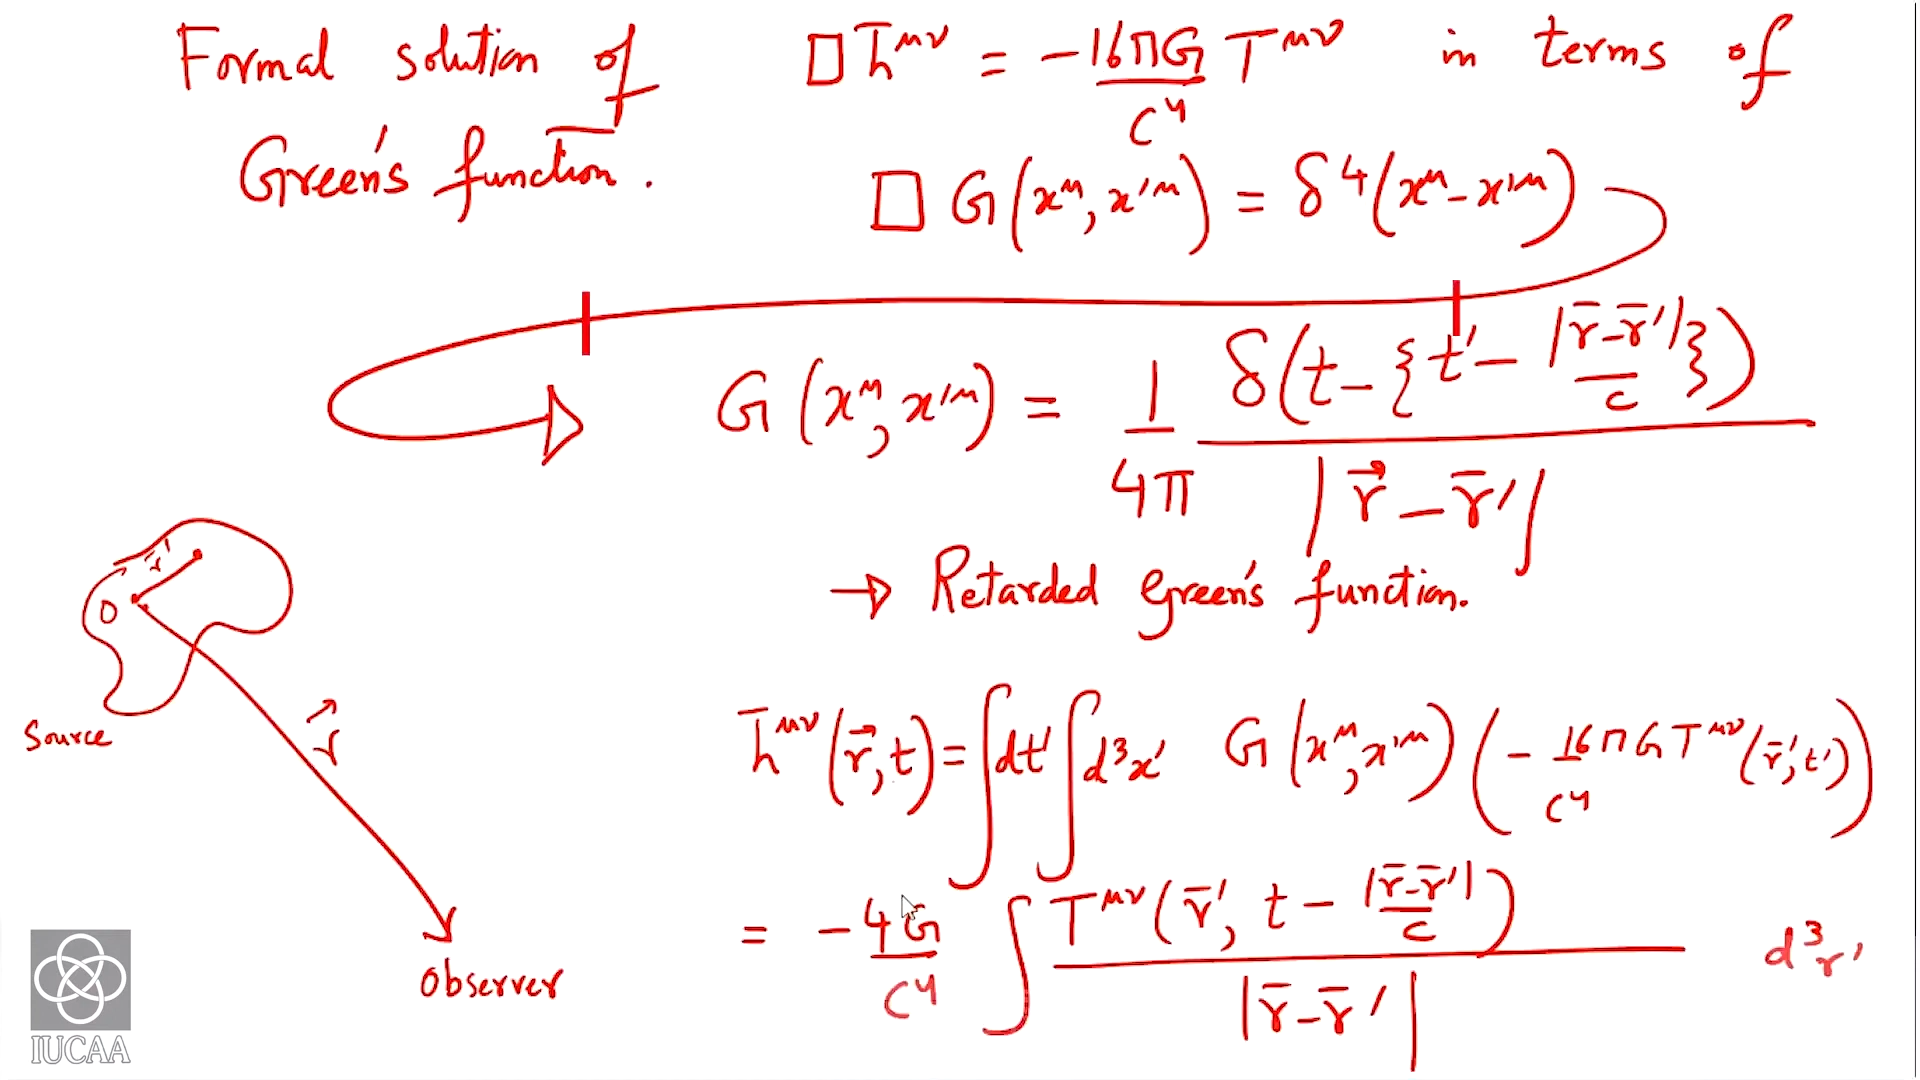 Formal solution of □ h̄^μν = -16πG/c⁴ T^μν in terms of
Green's function.
□ G(x^μ, x'^μ) = δ⁴(x^μ - x'^μ)
G(x^μ, x'^μ) = 1/4π δ(t - {t' - |r̄-r̄'|/c}) / |r⃗ - r̄'|
→ Retarded Green's function.
r̄'
O
r⃗
Source
Observer
h̄^μν(r⃗, t) = ∫dt' ∫d³x' G(x^μ, x'^μ) (- 16πG T^μν(r̄', t')/c⁴)
= -4G/c⁴ ∫ T^μν(r̄', t - |r̄-r̄'|/c) / |r̄-r̄'| d³r'
IUCAA